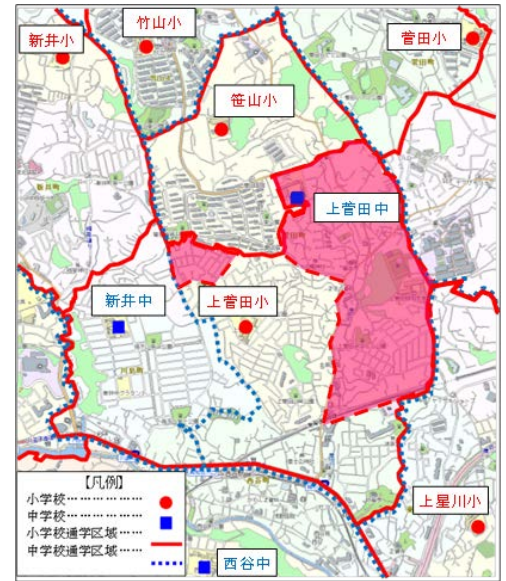 竹山小
新井小
菅田小
笹山小
上菅田中
新井中
上菅田小
【凡例】
小学校………………
中学校………………
小学校通学区域……
中学校通学区域……
上星川小
西谷中